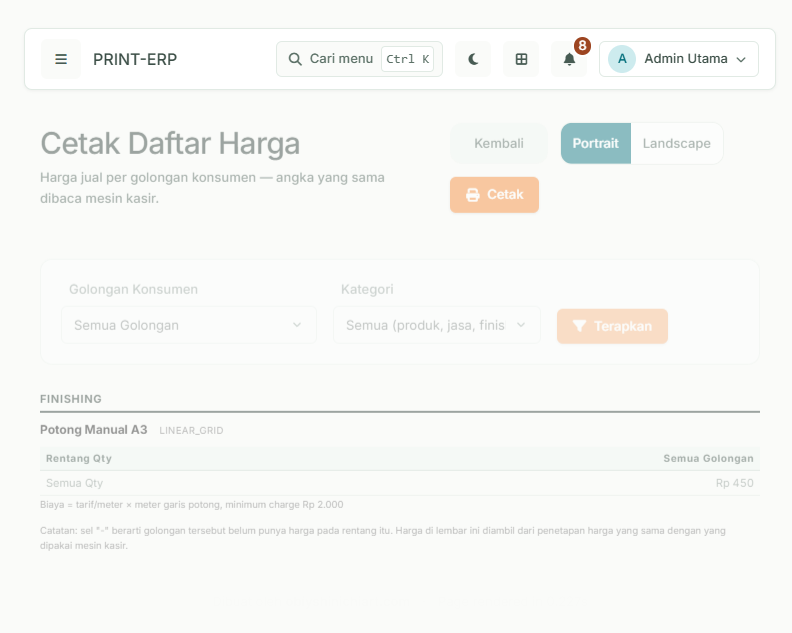 PRINT-ERP
Cari menu
Ctrl K
8
A
Admin Utama
Cetak Daftar Harga
Harga jual per golongan konsumen — angka yang sama
dibaca mesin kasir.
Kembali
Portrait
Landscape
Cetak
Golongan Konsumen
Kategori
Semua Golongan
Semua (produk, jasa, finis
Terapkan
FINISHING
Potong Manual A3 LINEAR_GRID
Rentang Qty Semua Golongan
Semua Qty Rp 450
Biaya = tarif/meter × meter garis potong, minimum charge Rp 2.000
Catatan: sel "-" berarti golongan tersebut belum punya harga pada rentang itu. Harga di lembar ini diambil dari penetapan harga yang sama dengan yang
dipakai mesin kasir.